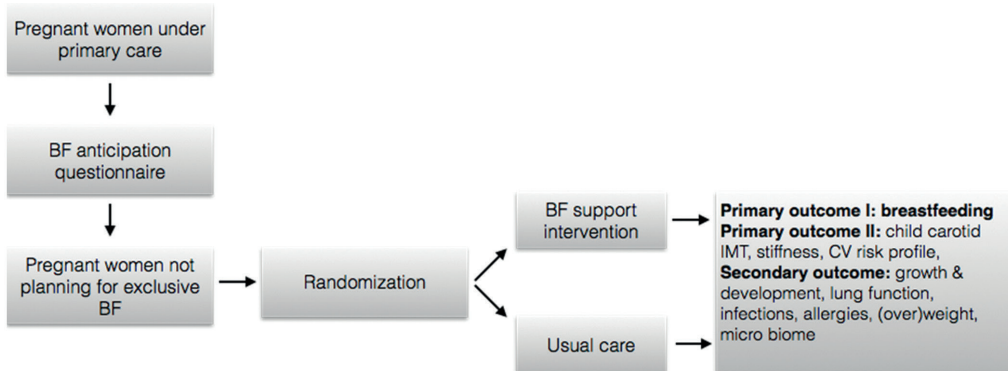 Pregnant women under
primary care
BF anticipation
questionnaire
Pregnant women not
planning for exclusive
BF
Randomization
BF support
intervention
Usual care
Primary outcome I: breastfeeding
Primary outcome II: child carotid
IMT, stiffness, CV risk profile,
Secondary outcome: growth &
development, lung function,
infections, allergies, (over)weight,
micro biome